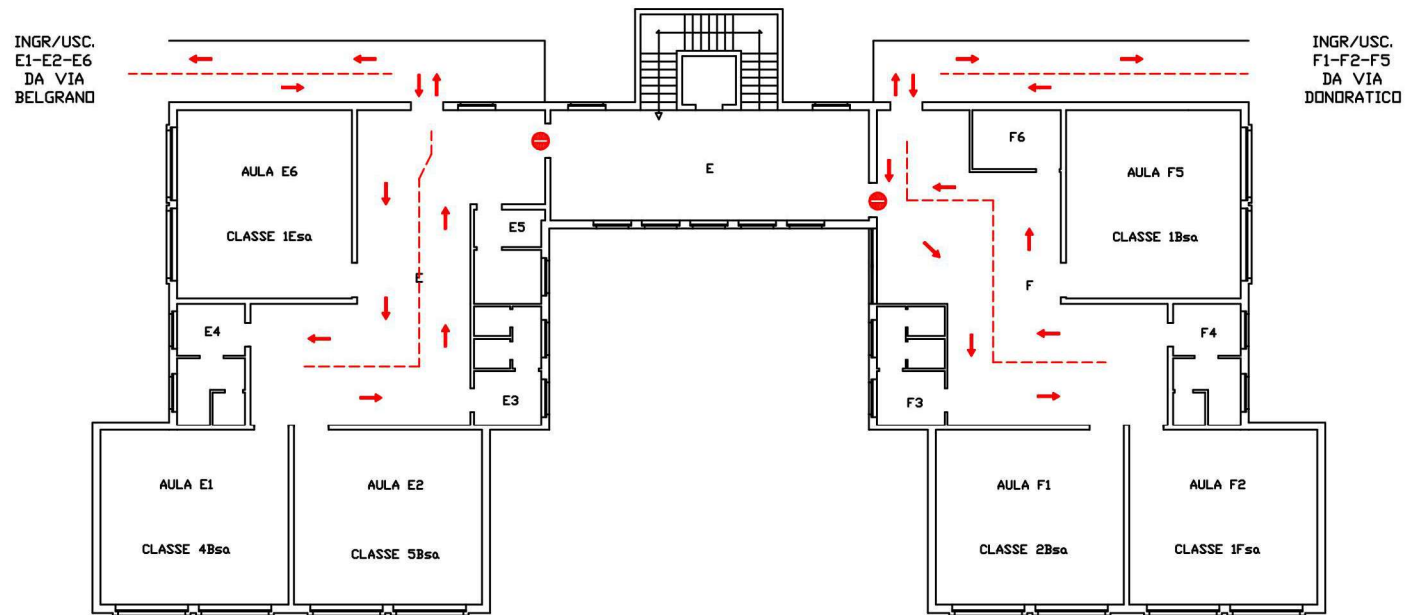 INGR/USC.
E1-E2-E6
DA VIA
BELGRANO
INGR/USC.
F1-F2-F5
DA VIA
DONORATICO
AULA E6
CLASSE 1Esa
E5
E
E
E4
E3
AULA E1
CLASSE 4Bsa
AULA E2
CLASSE 5Bsa
F6
AULA F5
CLASSE 1Bsa
F
F4
F3
AULA F1
CLASSE 2Bsa
AULA F2
CLASSE 1Fsa